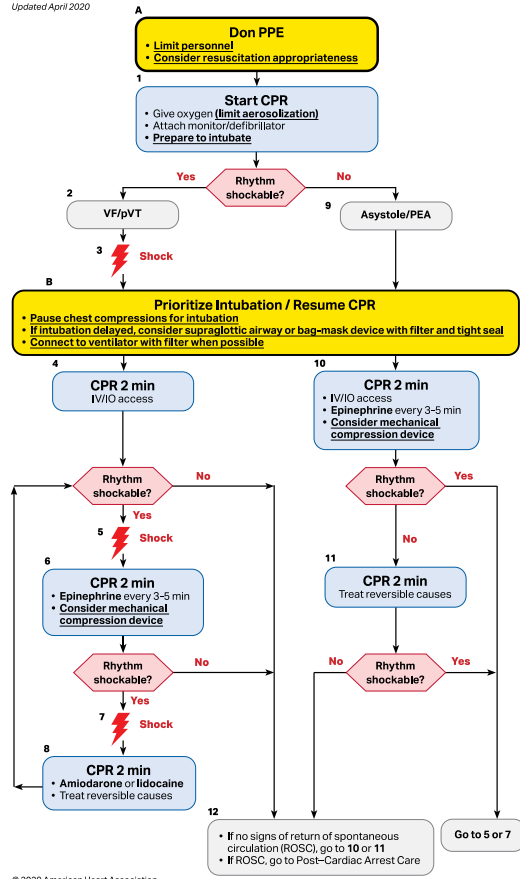 Updated April 2020
A
Don PPE
• Limit personnel
• Consider resuscitation appropriateness
1
Start CPR
• Give oxygen (limit aerosolization)
• Attach monitor/defibrillator
• Prepare to intubate
Yes
Rhythm
shockable?
No
2
VF/pVT
9
Asystole/PEA
3
Shock
B
Prioritize Intubation / Resume CPR
• Pause chest compressions for intubation
• If intubation delayed, consider supraglottic airway or bag-mask device with filter and tight seal
• Connect to ventilator with filter when possible
4
CPR 2 min
IV/IO access
10
CPR 2 min
• IV/IO access
• Epinephrine every 3–5 min
• Consider mechanical
compression device
Rhythm
shockable?
No
Rhythm
shockable?
Yes
Yes
5
Shock
No
6
CPR 2 min
• Epinephrine every 3–5 min
• Consider mechanical
compression device
11
CPR 2 min
Treat reversible causes
Rhythm
shockable?
No
No
Rhythm
shockable?
Yes
Yes
7
Shock
8
CPR 2 min
• Amiodarone or lidocaine
• Treat reversible causes
12
• If no signs of return of spontaneous
circulation (ROSC), go to 10 or 11
• If ROSC, go to Post–Cardiac Arrest Care
Go to 5 or 7
© 2020 American Heart Association